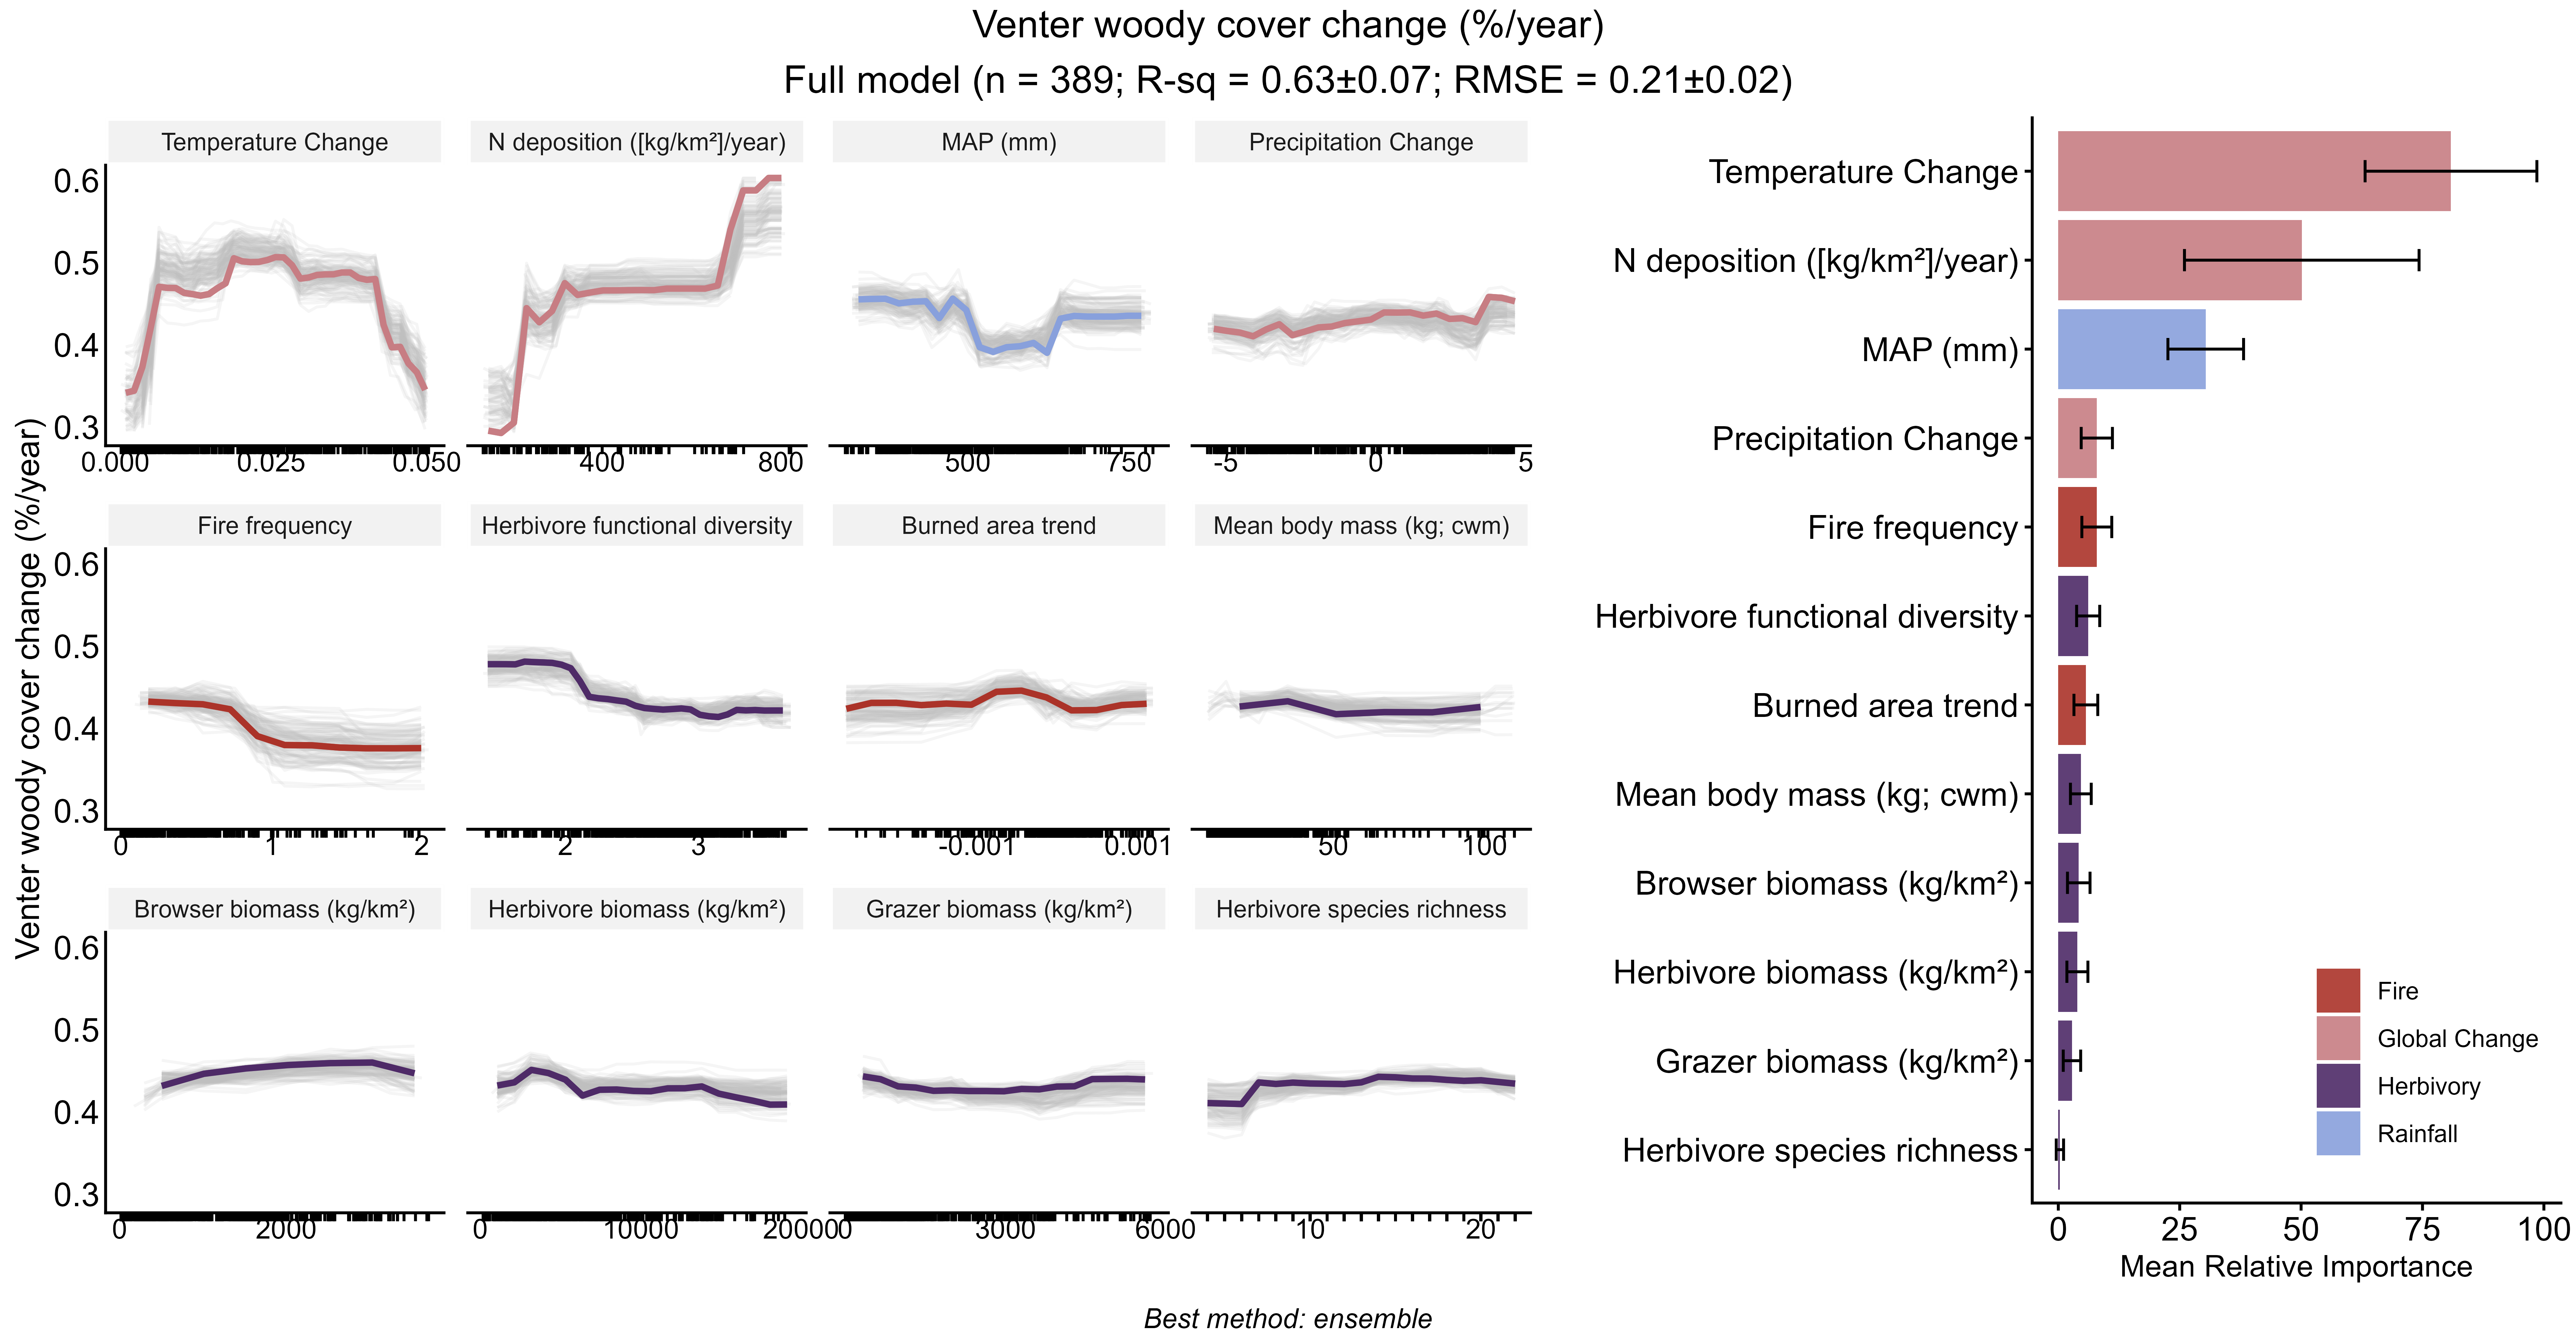 Venter woody cover change (%/year)
Full model (n = 389; R-sq = 0.63±0.07; RMSE = 0.21±0.02)
Venter woody cover change (%/year)
Temperature Change
N deposition ([kg/km²]/year)
MAP (mm)
Precipitation Change
0.6
0.5
0.4
0.3
0.000 0.025 0.050
400 800
500 750
-5 0 5
Fire frequency
Herbivore functional diversity
Burned area trend
Mean body mass (kg; cwm)
0.6
0.5
0.4
0.3
0 1 2
2 3
-0.001 0.001
50 100
Browser biomass (kg/km²)
Herbivore biomass (kg/km²)
Grazer biomass (kg/km²)
Herbivore species richness
0.6
0.5
0.4
0.3
0 2000
0 10000 20000
0 3000 6000
10 20
Temperature Change
N deposition ([kg/km²]/year)
MAP (mm)
Precipitation Change
Fire frequency
Herbivore functional diversity
Burned area trend
Mean body mass (kg; cwm)
Browser biomass (kg/km²)
Herbivore biomass (kg/km²)
Grazer biomass (kg/km²)
Herbivore species richness
Fire
Global Change
Herbivory
Rainfall
0 25 50 75 100
Mean Relative Importance
Best method: ensemble